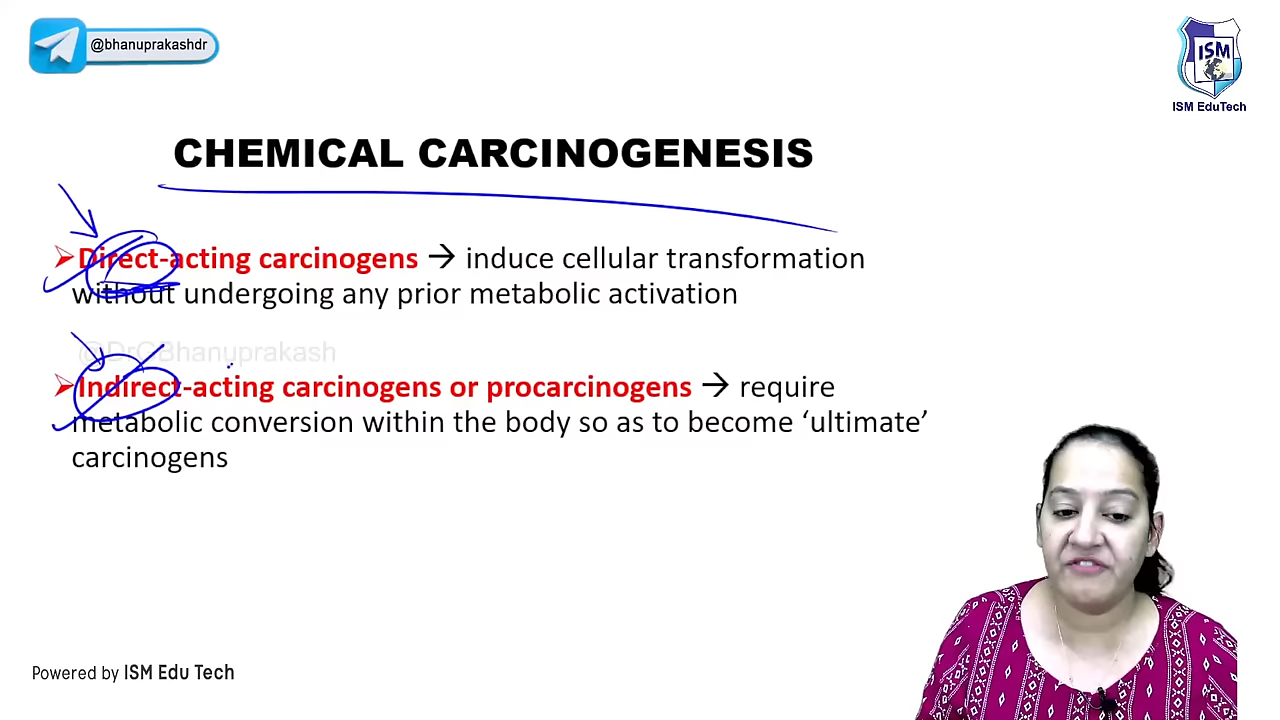 @bhanuprakashdr
ISM
ISM EduTech
CHEMICAL CARCINOGENESIS
➤Direct-acting carcinogens → induce cellular transformation
without undergoing any prior metabolic activation
@DrGBhanuprakash
➤Indirect-acting carcinogens or procarcinogens → require
metabolic conversion within the body so as to become ‘ultimate’
carcinogens
Powered by ISM Edu Tech